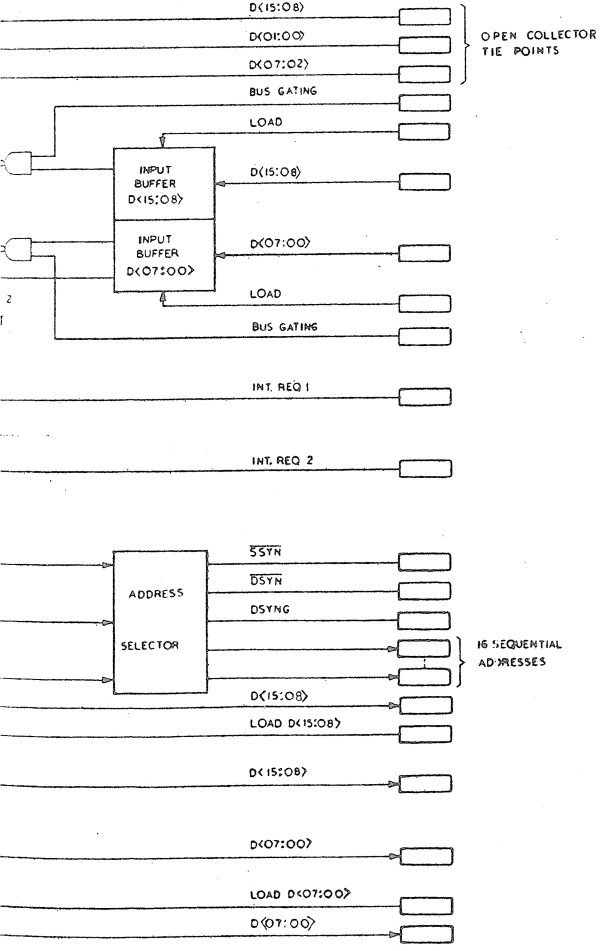 D<15:08>
OPEN COLLECTOR
TIE POINTS
D<01:00>
D<07:02>
BUS GATING
LOAD
INPUT
BUFFER
D<15:08>
D<15:08>
INPUT
BUFFER
D<07:00>
D<07:00>
LOAD
2
BUS GATING
INT. REQ 1
INT. REQ 2
SSYN
DSYN
DSYNG
ADDRESS
SELECTOR
16 SEQUENTIAL
ADDRESSES
D<15:08>
LOAD D<15:08>
D<15:08>
D<07:00>
LOAD D<07:00>
D<07:00>